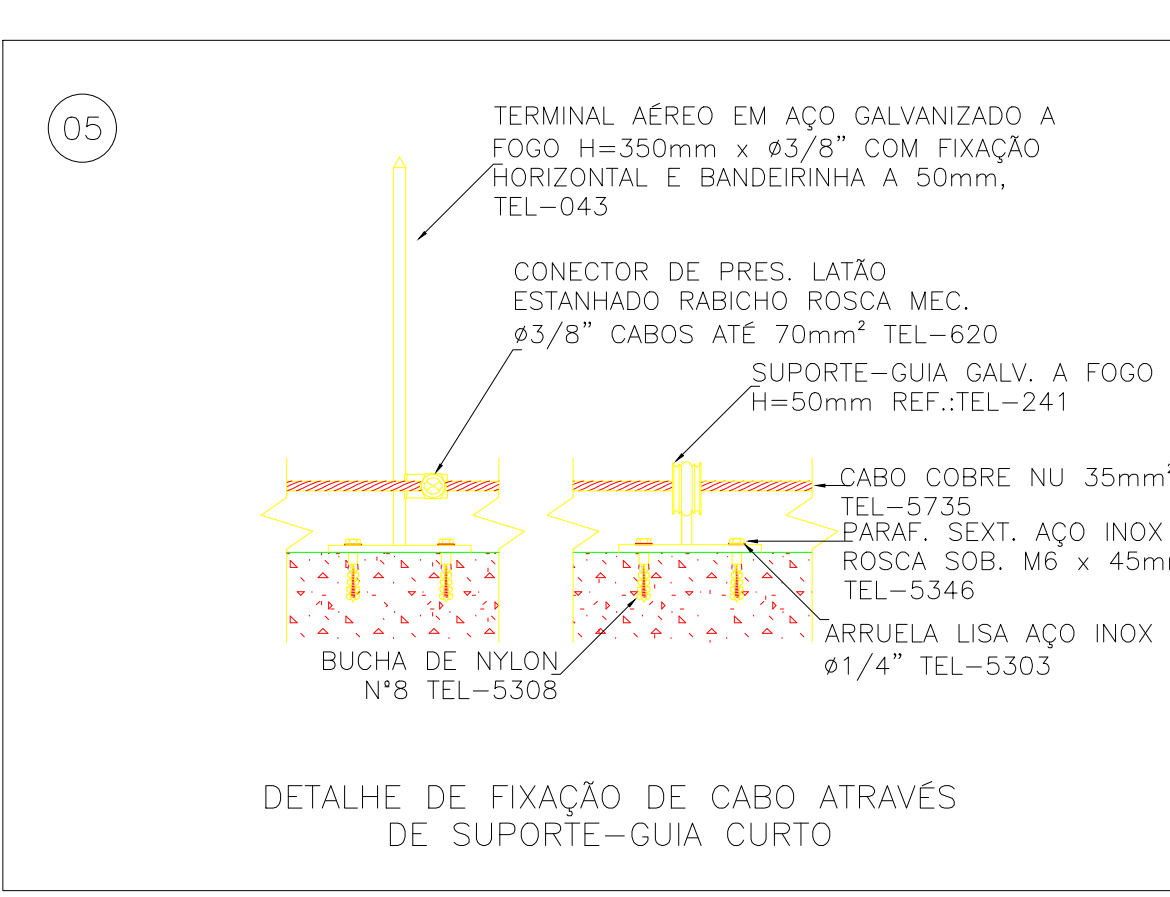 05
TERMINAL AÉREO EM AÇO GALVANIZADO A
FOGO H=350mm x ø3/8” COM FIXAÇÃO
HORIZONTAL E BANDEIRINHA A 50mm,
TEL-043
CONECTOR DE PRES. LATÃO
ESTANHADO RABICHO ROSCA MEC.
ø3/8” CABOS ATÉ 70mm² TEL-620
SUPORTE-GUIA GALV. A FOGO
H=50mm REF.:TEL-241
CABO COBRE NU 35mm²
TEL-5735
PARAF. SEXT. AÇO INOX
ROSCA SOB. M6 x 45m
TEL-5346
ARRUELA LISA AÇO INOX
ø1/4” TEL-5303
BUCHA DE NYLON
N°8 TEL-5308
DETALHE DE FIXAÇÃO DE CABO ATRAVÉS
DE SUPORTE-GUIA CURTO